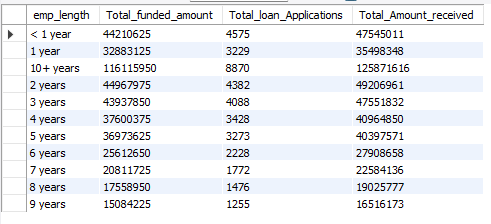 emp_length Total_funded_amount Total_loan_Applications Total_Amount_received
< 1 year 44210625 4575 47545011
1 year 32883125 3229 35498348
10+ years 116115950 8870 125871616
2 years 44967975 4382 49206961
3 years 43937850 4088 47551832
4 years 37600375 3428 40964850
5 years 36973625 3273 40397571
6 years 25612650 2228 27908658
7 years 20811725 1772 22584136
8 years 17558950 1476 19025777
9 years 15084225 1255 16516173